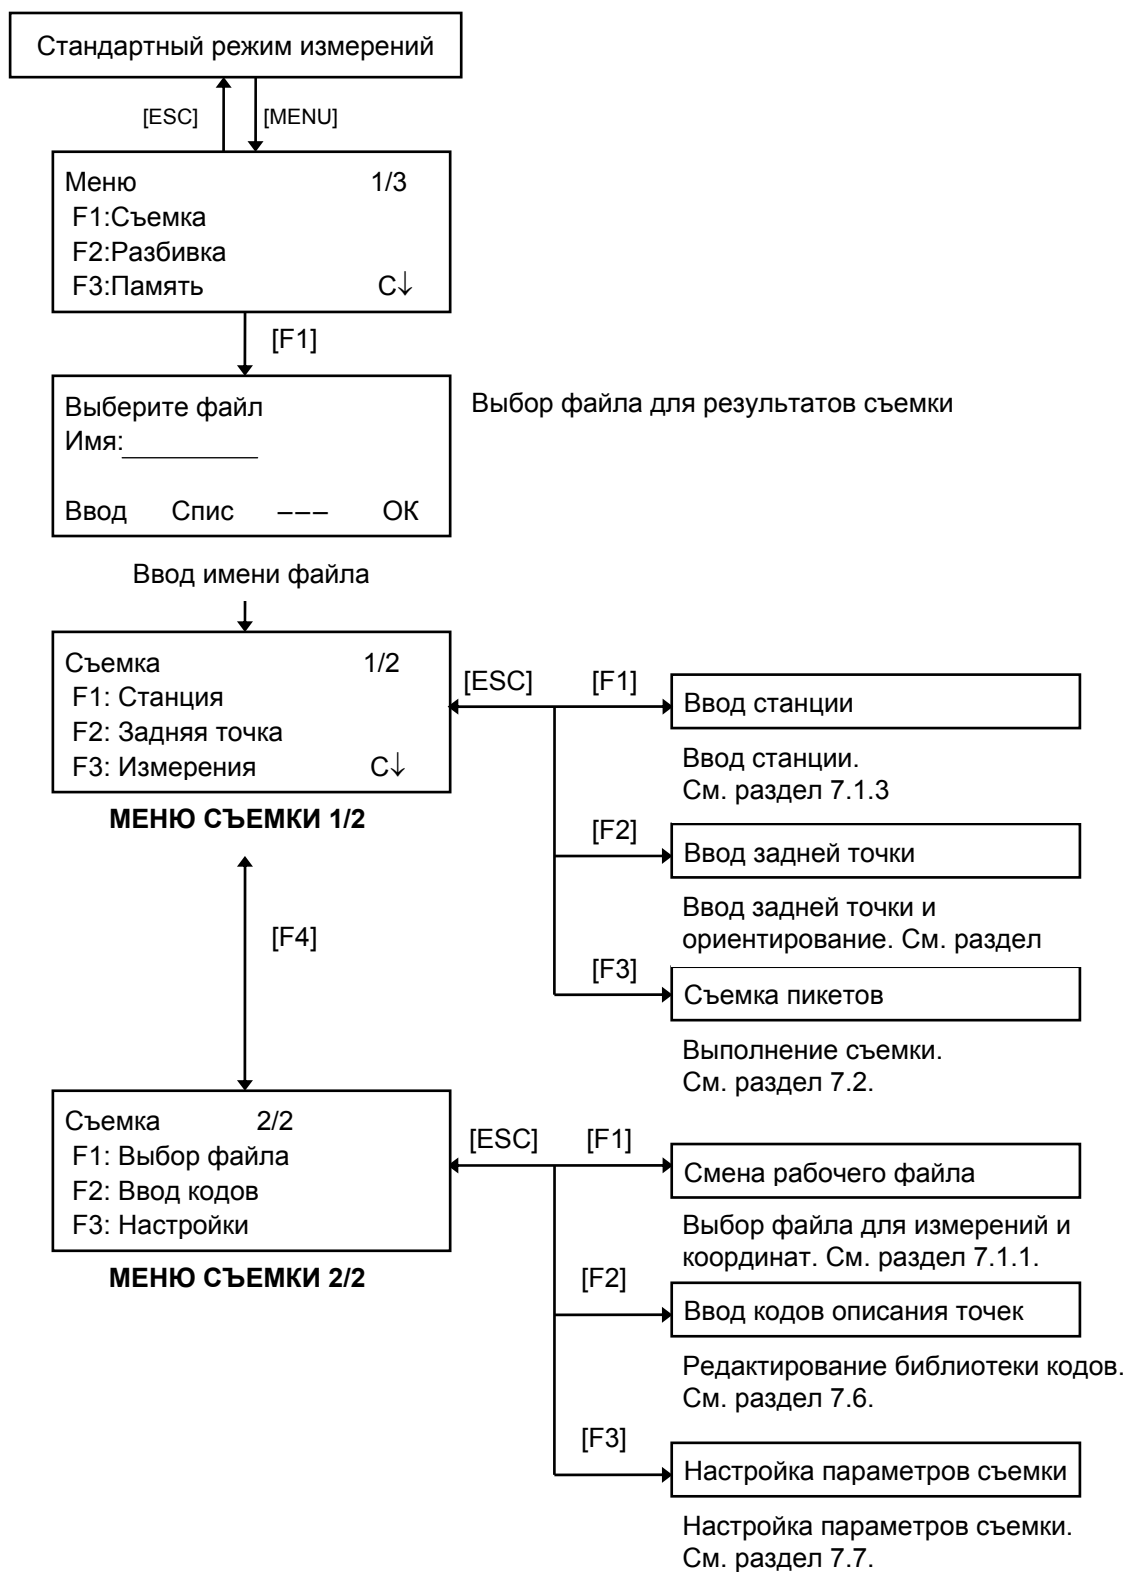 Стандартный режим измерений
[ESC] [MENU]
Меню 1/3
F1:Съемка
F2:Разбивка
F3:Память С↓
[F1]
Выберите файл
Имя:__________
Ввод Спис ––– ОК
Выбор файла для результатов съемки
Ввод имени файла
Съемка 1/2
F1: Станция
F2: Задняя точка
F3: Измерения С↓
МЕНЮ СЪЕМКИ 1/2
[ESC] [F1]
Ввод станции
Ввод станции.
См. раздел 7.1.3
[F2]
Ввод задней точки
Ввод задней точки и
ориентирование. См. раздел
[F3]
Съемка пикетов
Выполнение съемки.
См. раздел 7.2.
[F4]
Съемка 2/2
F1: Выбор файла
F2: Ввод кодов
F3: Настройки
МЕНЮ СЪЕМКИ 2/2
[ESC] [F1]
Смена рабочего файла
Выбор файла для измерений и
координат. См. раздел 7.1.1.
[F2]
Ввод кодов описания точек
Редактирование библиотеки кодов.
См. раздел 7.6.
[F3]
Настройка параметров съемки
Настройка параметров съемки.
См. раздел 7.7.